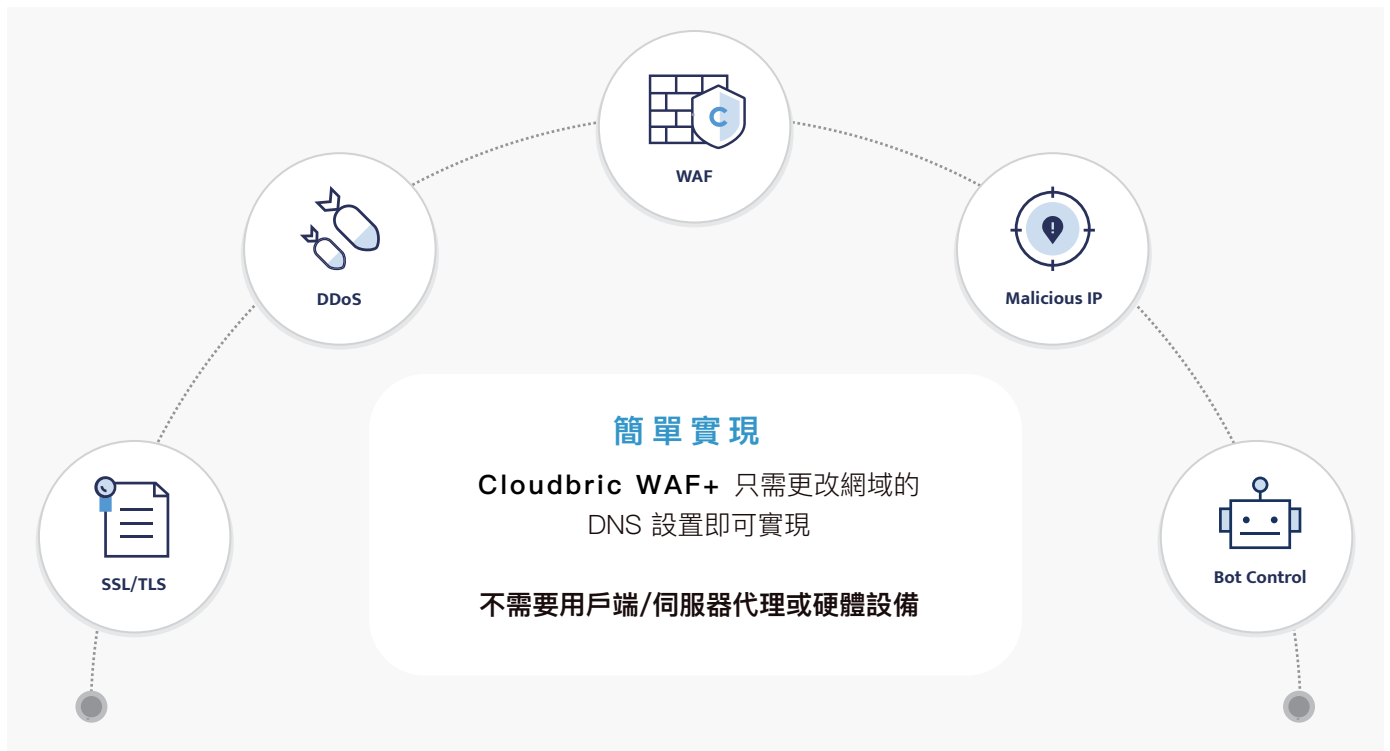 WAF
DDoS
Malicious IP
簡單實現
Cloudbric WAF+ 只需更改網域的
DNS 設置即可實現
不需要用戶端/伺服器代理或硬體設備
SSL/TLS
Bot Control
C